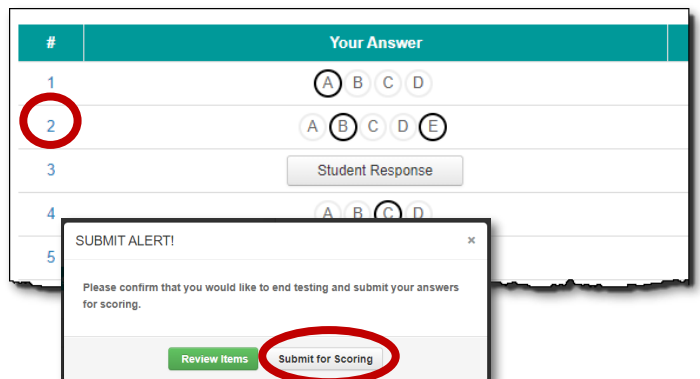 # Your Answer
1 A B C D
2 A B C D E
3 Student Response
4 A B C D
5
SUBMIT ALERT! ×
Please confirm that you would like to end testing and submit your answers
for scoring.
Review Items Submit for Scoring